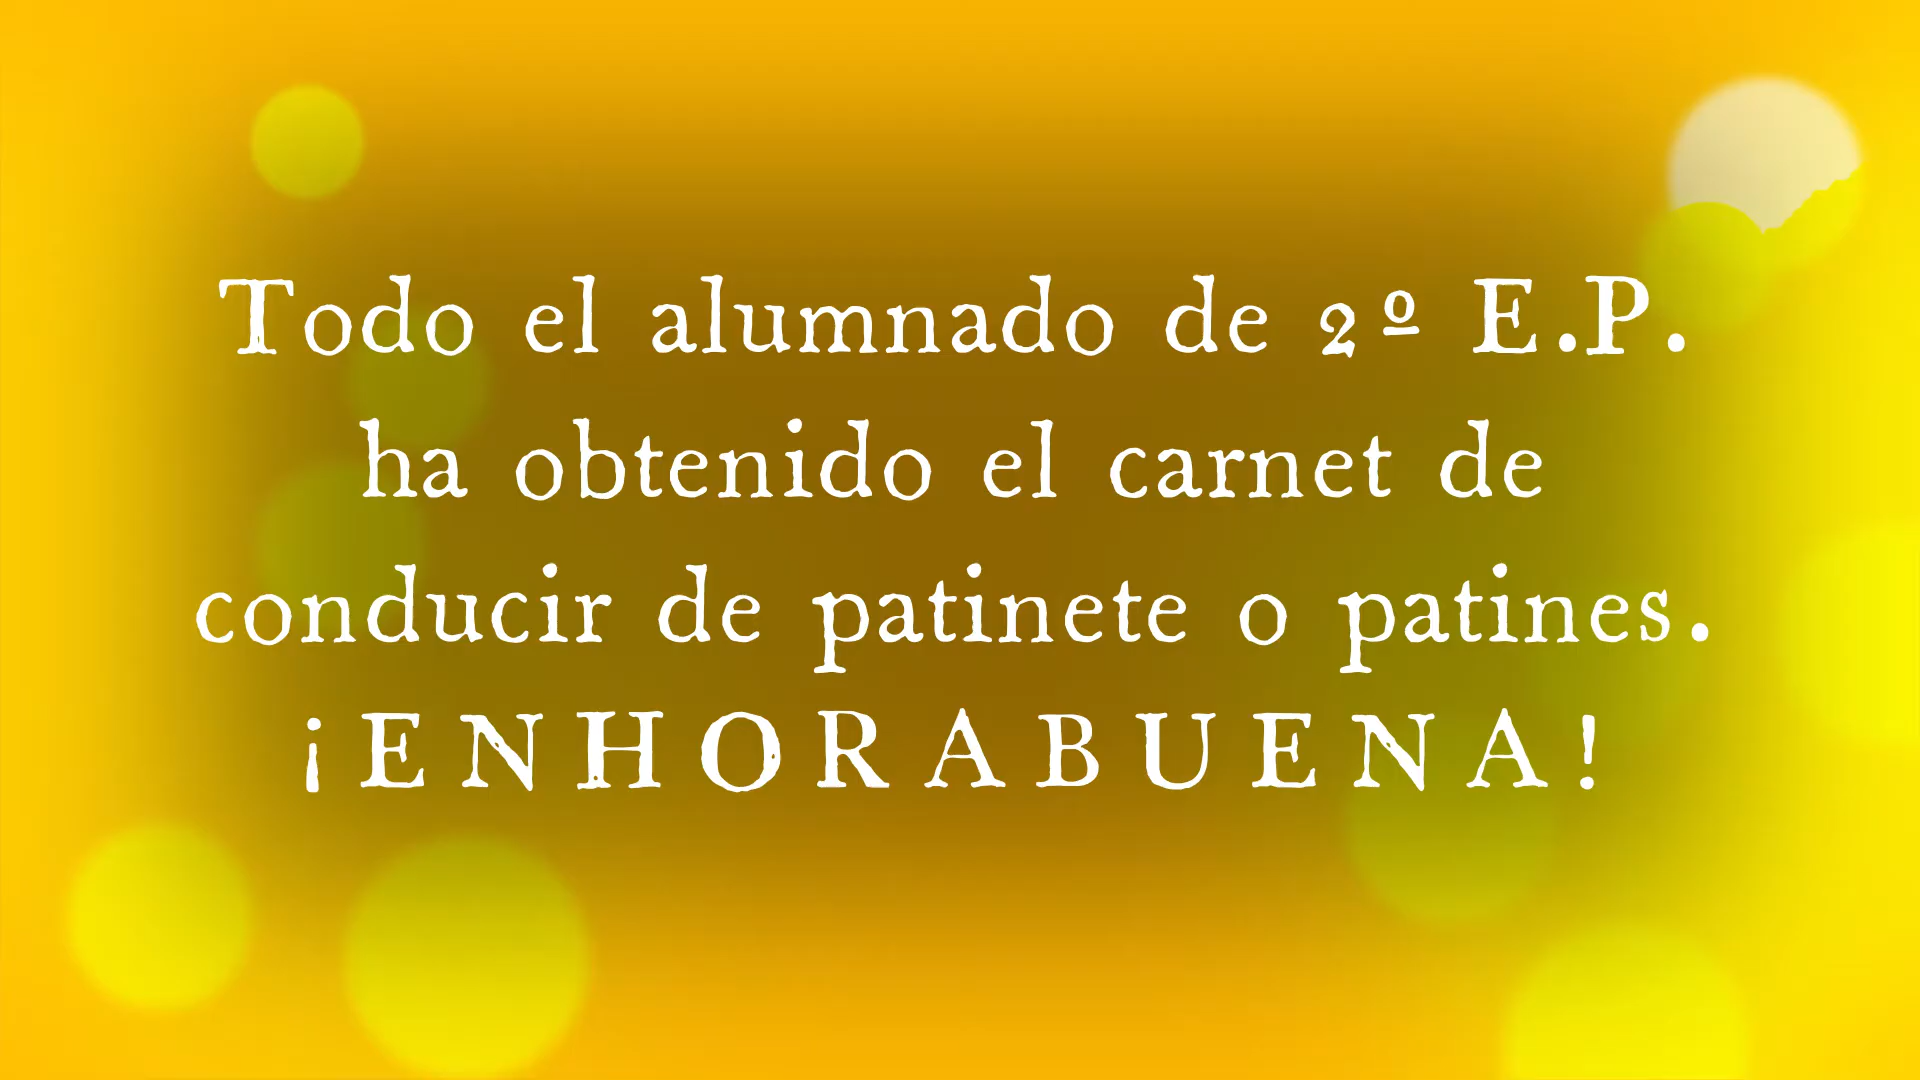 Todo el alumnado de 2º E.P.
ha obtenido el carnet de
conducir de patinete o patines.
¡ENHORABUENA!